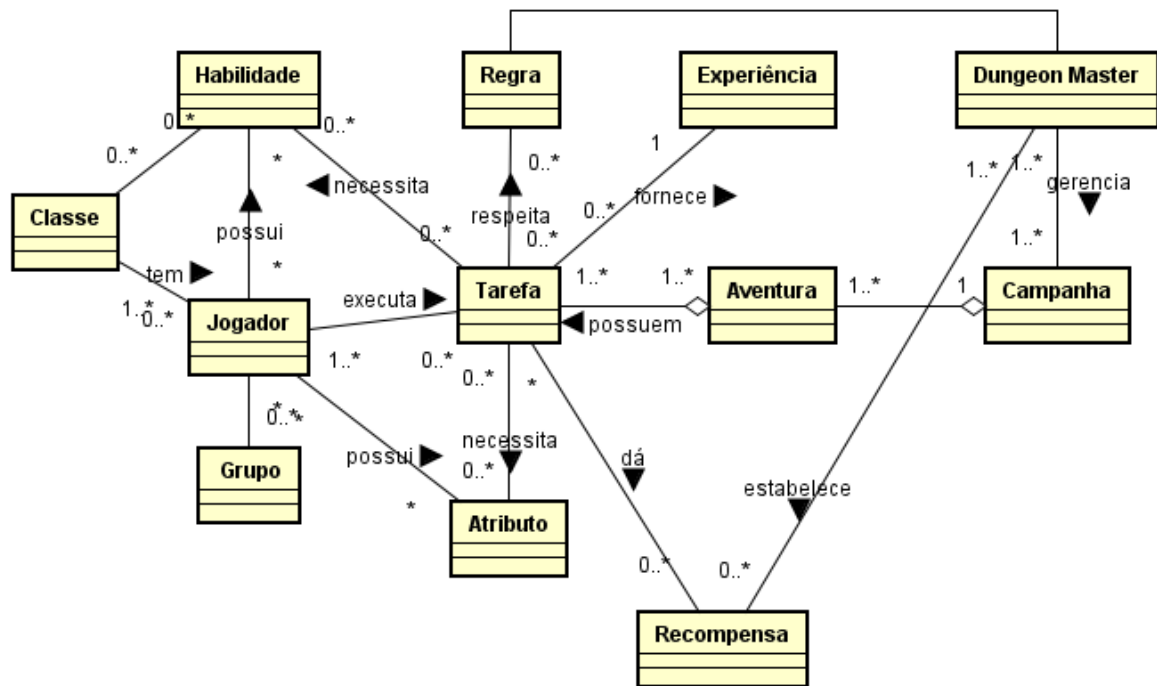 Habilidade
Regra
Experiência
Dungeon Master
0..*
0..*
0..*
*
0..*
1
1..*
1..*
necessita
fornece
gerencia
Classe
possui
respeita
0..*
0..*
0..*
1..*
tem
*
1..*
1..*
1..*
1
executa
Tarefa
Aventura
Campanha
1..*
0..*
Jogador
possuem
1..*
0..*
0..*
*
*
0..*
*
necessita
possui
0..*
dá
Grupo
estabelece
*
Atributo
0..*
0..*
Recompensa